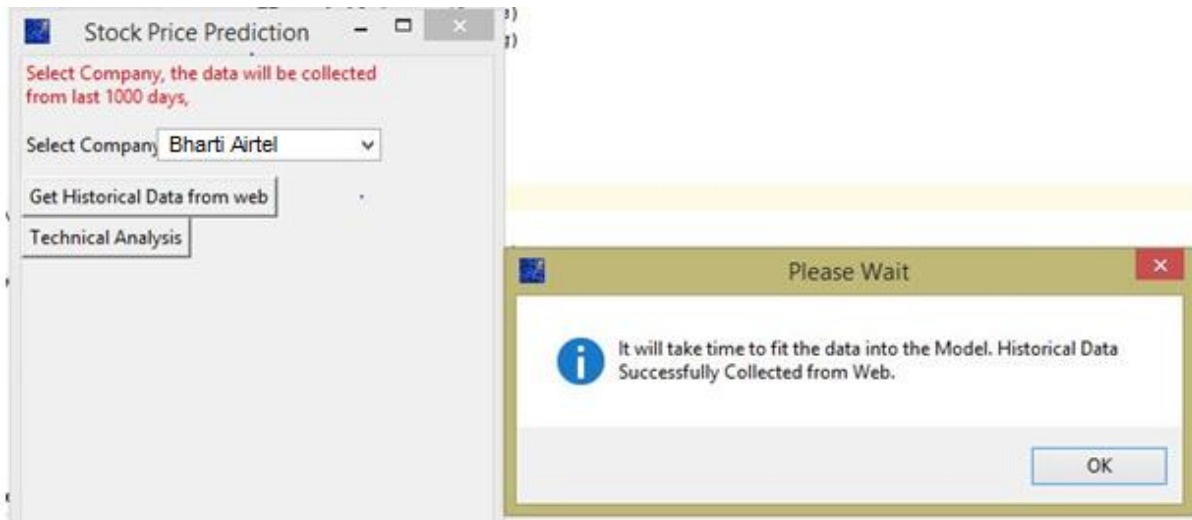 Stock Price Prediction
Select Company, the data will be collected
from last 1000 days,
Select Company Bharti Airtel
Get Historical Data from web
Technical Analysis
Please Wait
It will take time to fit the data into the Model. Historical Data
Successfully Collected from Web.
OK